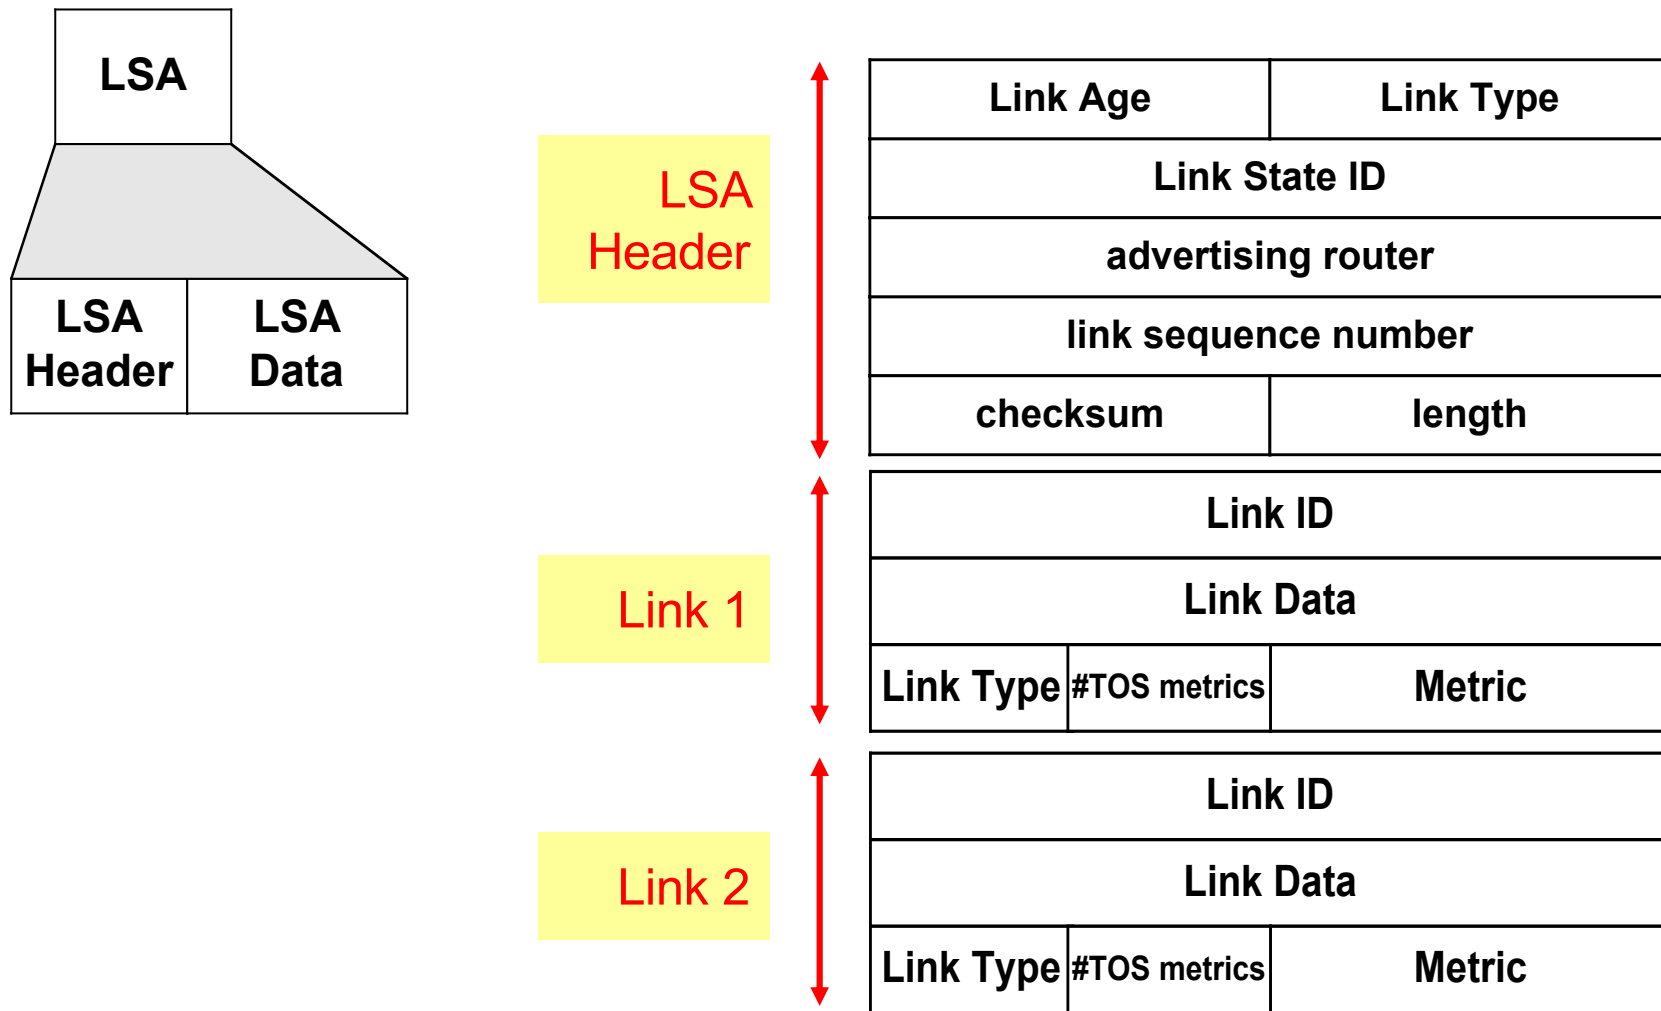 LSA
LSA
Header
LSA
Data
LSA
Header
Link Age
Link Type
Link State ID
advertising router
link sequence number
checksum
length
Link 1
Link ID
Link Data
Link Type
#TOS metrics
Metric
Link 2
Link ID
Link Data
Link Type
#TOS metrics
Metric